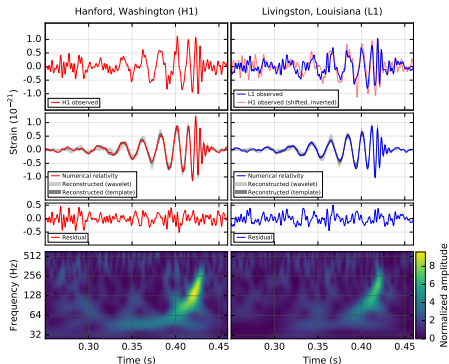 Hanford, Washington (H1)
Livingston, Louisiana (L1)
1.0
0.5
0.0
-0.5
-1.0
H1 observed
L1 observed
H1 observed (shifted, inverted)
Strain (10⁻²¹)
1.0
0.5
0.0
-0.5
-1.0
Numerical relativity
Reconstructed (wavelet)
Reconstructed (template)
Numerical relativity
Reconstructed (wavelet)
Reconstructed (template)
0.5
0.0
-0.5
Residual
Residual
Frequency (Hz)
512
256
128
64
32
0.30
0.35
0.40
0.45
Time (s)
0.30
0.35
0.40
0.45
Time (s)
8
6
4
2
0
Normalized amplitude